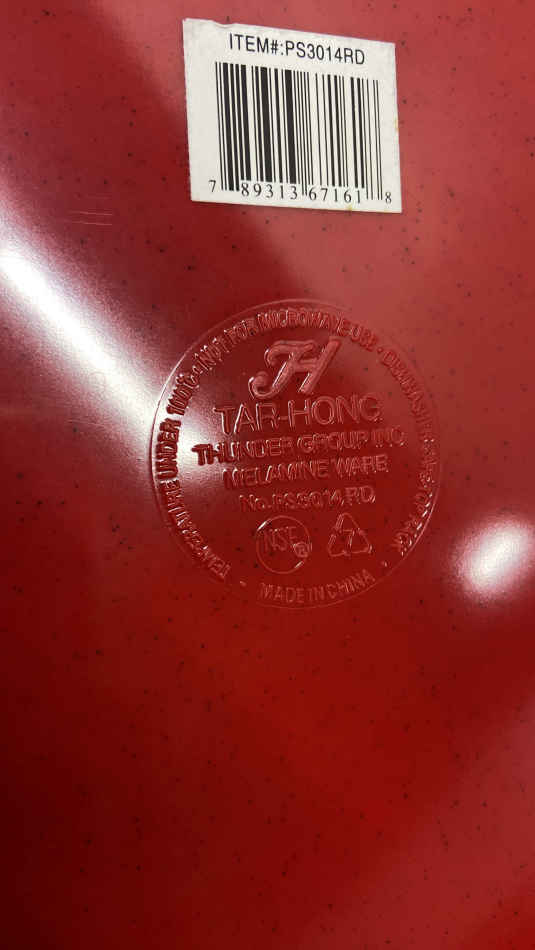 ITEM#:PS3014RD
7 89313 67161 8
TEMPERATURE UNDER • NOT FOR MICROWAVE USE • DISHWASHER SAFE TOP RACK •
TH
TAR-HONG
THUNDER GROUP INC
MELAMINE WARE
No.PS3014RD
NSF®
- MADE IN CHINA